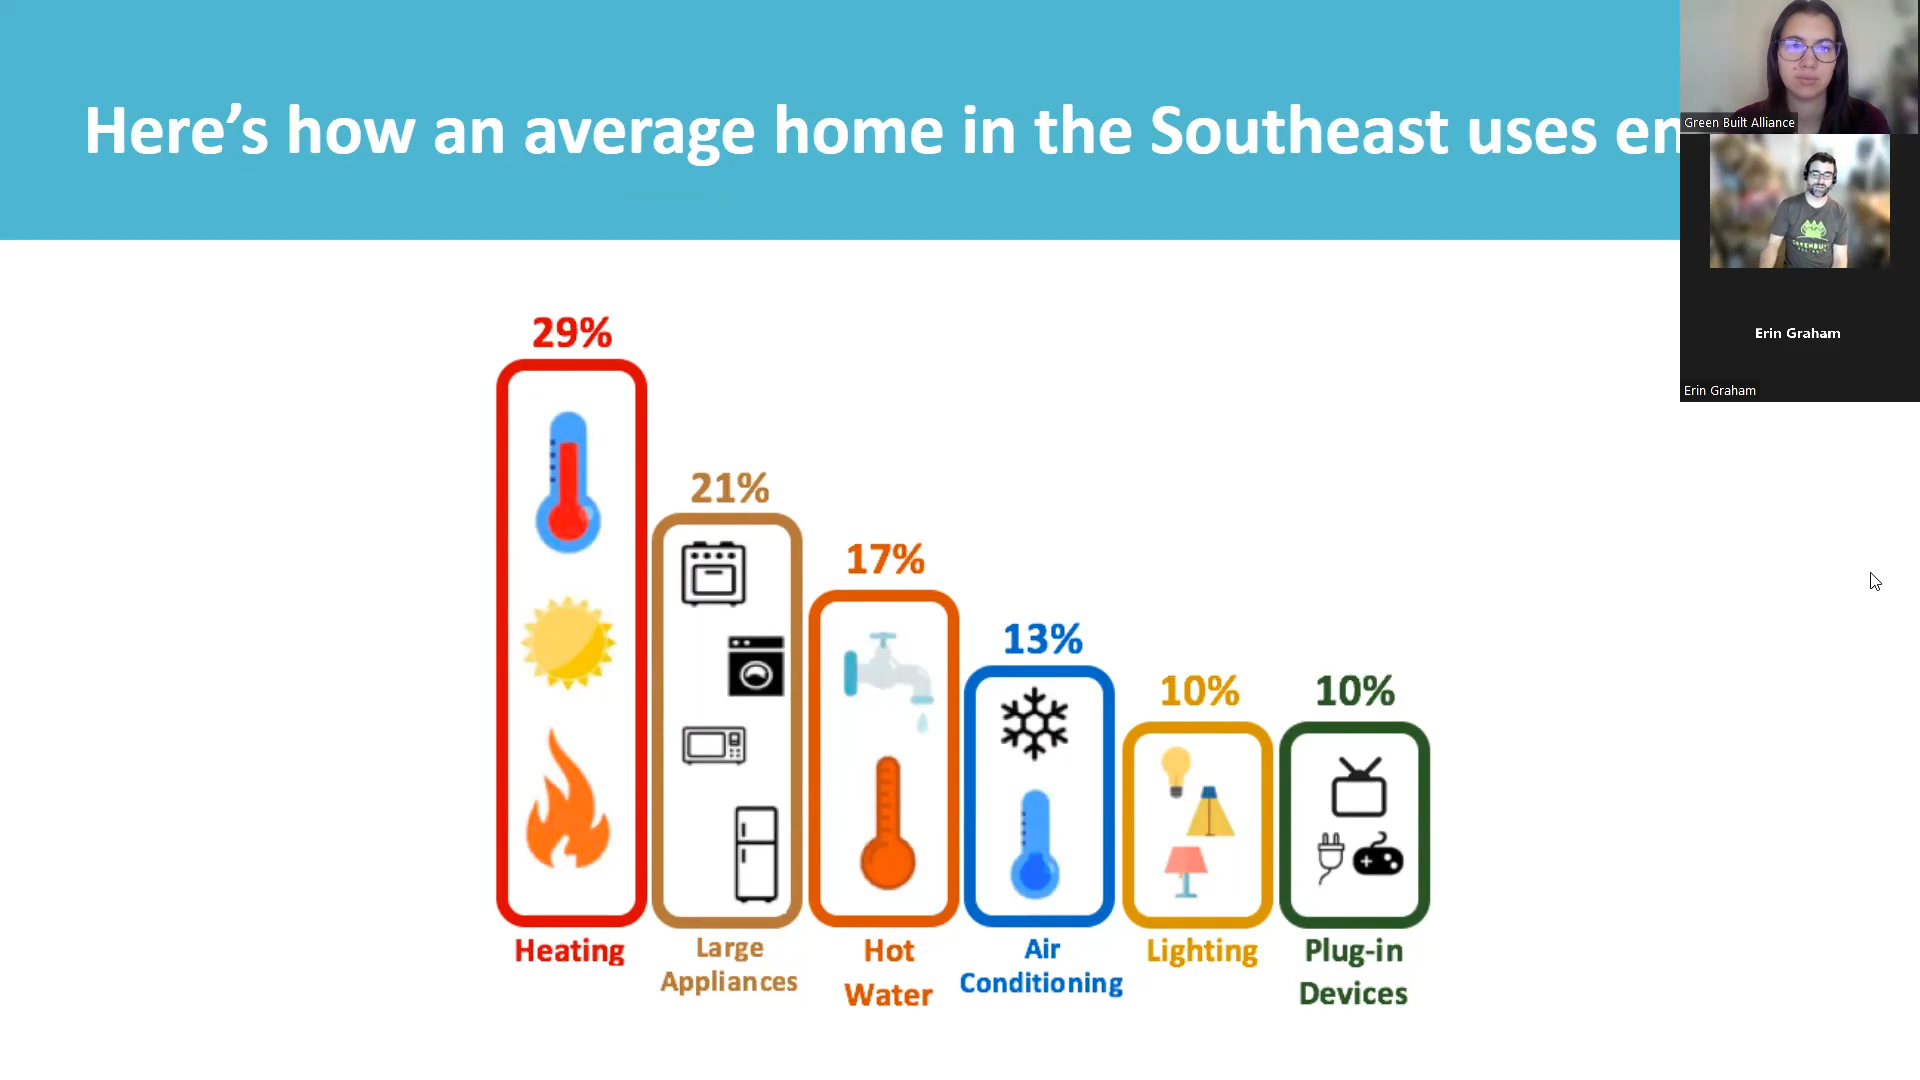 Here’s how an average home in the Southeast uses en
Green Built Alliance
Erin Graham
Erin Graham
29%
21%
17%
13%
10%
10%
Heating
Large
Appliances
Hot
Water
Air
Conditioning
Lighting
Plug-in
Devices